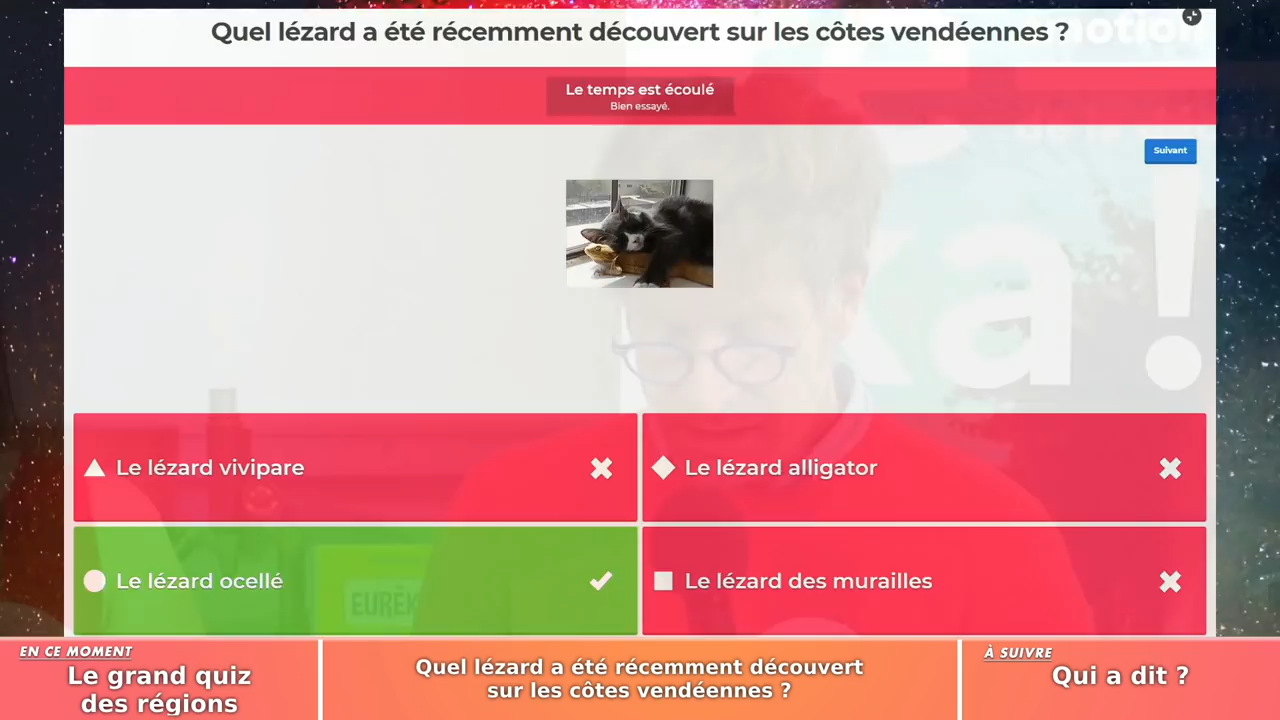 Quel lézard a été récemment découvert sur les côtes vendéennes ?
Le temps est écoulé
Bien essayé.
Suivant
Le lézard vivipare
Le lézard alligator
Le lézard ocellé
Le lézard des murailles
EURÊK
EN CE MOMENT
Le grand quiz
des régions
Quel lézard a été récemment découvert
sur les côtes vendéennes ?
À SUIVRE
Qui a dit ?